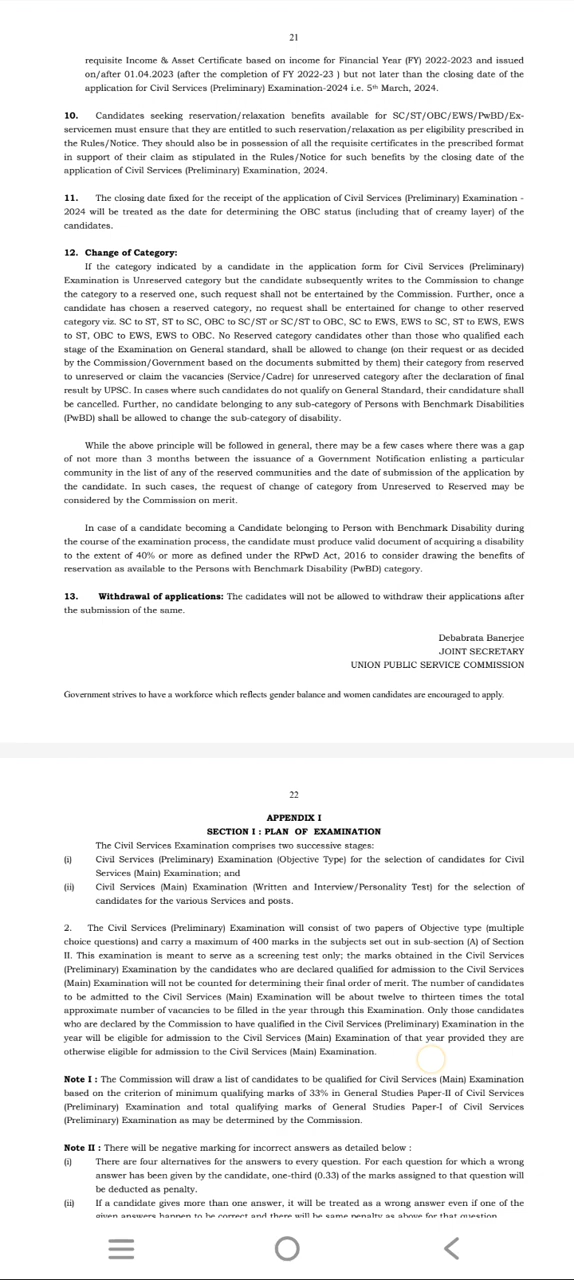 21
requisite Income & Asset Certificate based on income for Financial Year (FY) 2022-2023 and issued
on/after 01.04.2023 (after the completion of FY 2022-23 ) but not later than the closing date of the
application for Civil Services (Preliminary) Examination-2024 i.e. 5th March, 2024.
10. Candidates seeking reservation/relaxation benefits available for SC/ST/OBC/EWS/PwBD/Ex-
servicemen must ensure that they are entitled to such reservation/relaxation as per eligibility prescribed in
the Rules/Notice. They should also be in possession of all the requisite certificates in the prescribed format
in support of their claim as stipulated in the Rules/Notice for such benefits by the closing date of the
application of Civil Services (Preliminary) Examination, 2024.
11. The closing date fixed for the receipt of the application of Civil Services (Preliminary) Examination -
2024 will be treated as the date for determining the OBC status (including that of creamy layer) of the
candidates.
12. Change of Category:
If the category indicated by a candidate in the application form for Civil Services (Preliminary)
Examination is Unreserved category but the candidate subsequently writes to the Commission to change
the category to a reserved one, such request shall not be entertained by the Commission. Further, once a
candidate has chosen a reserved category, no request shall be entertained for change to other reserved
category viz. SC to ST, ST to SC, OBC to SC/ST or SC/ST to OBC, SC to EWS, EWS to SC, ST to EWS, EWS
to ST, OBC to EWS, EWS to OBC. No Reserved category candidates other than those who qualified each
stage of the Examination on General standard, shall be allowed to change (on their request or as decided
by the Commission/Government based on the documents submitted by them) their category from reserved
to unreserved or claim the vacancies (Service/Cadre) for unreserved category after the declaration of final
result by UPSC. In cases where such candidates do not qualify on General Standard, their candidature shall
be cancelled. Further, no candidate belonging to any sub-category of Persons with Benchmark Disabilities
(PwBD) shall be allowed to change the sub-category of disability.
While the above principle will be followed in general, there may be a few cases where there was a gap
of not more than 3 months between the issuance of a Government Notification enlisting a particular
community in the list of any of the reserved communities and the date of submission of the application by
the candidate. In such cases, the request of change of category from Unreserved to Reserved may be
considered by the Commission on merit.
In case of a candidate becoming a Candidate belonging to Person with Benchmark Disability during
the course of the examination process, the candidate must produce valid document of acquiring a disability
to the extent of 40% or more as defined under the RPwD Act, 2016 to consider drawing the benefits of
reservation as available to the Persons with Benchmark Disability (PwBD) category.
13. Withdrawal of applications: The cadidates will not be allowed to withdraw their applications after
the submission of the same.
Debabrata Banerjee
JOINT SECRETARY
UNION PUBLIC SERVICE COMMISSION
Government strives to have a workforce which reflects gender balance and women candidates are encouraged to apply.
22
APPENDIX I
SECTION I : PLAN OF EXAMINATION
The Civil Services Examination comprises two successive stages:
(i) Civil Services (Preliminary) Examination (Objective Type) for the selection of candidates for Civil
Services (Main) Examination; and
(ii) Civil Services (Main) Examination (Written and Interview/Personality Test) for the selection of
candidates for the various Services and posts.
2. The Civil Services (Preliminary) Examination will consist of two papers of Objective type (multiple
choice questions) and carry a maximum of 400 marks in the subjects set out in sub-section (A) of Section
II. This examination is meant to serve as a screening test only; the marks obtained in the Civil Services
(Preliminary) Examination by the candidates who are declared qualified for admission to the Civil Services
(Main) Examination will not be counted for determining their final order of merit. The number of candidates
to be admitted to the Civil Services (Main) Examination will be about twelve to thirteen times the total
approximate number of vacancies to be filled in the year through this Examination. Only those candidates
who are declared by the Commission to have qualified in the Civil Services (Preliminary) Examination in the
year will be eligible for admission to the Civil Services (Main) Examination of that year provided they are
otherwise eligible for admission to the Civil Services (Main) Examination.
Note I : The Commission will draw a list of candidates to be qualified for Civil Services (Main) Examination
based on the criterion of minimum qualifying marks of 33% in General Studies Paper-II of Civil Services
(Preliminary) Examination and total qualifying marks of General Studies Paper-I of Civil Services
(Preliminary) Examination as may be determined by the Commission.
Note II : There will be negative marking for incorrect answers as detailed below :
(i) There are four alternatives for the answers to every question. For each question for which a wrong
answer has been given by the candidate, one-third (0.33) of the marks assigned to that question will
be deducted as penalty.
(ii) If a candidate gives more than one answer, it will be treated as a wrong answer even if one of the
given answers happen to be correct and there will be same penalty as above for that question.